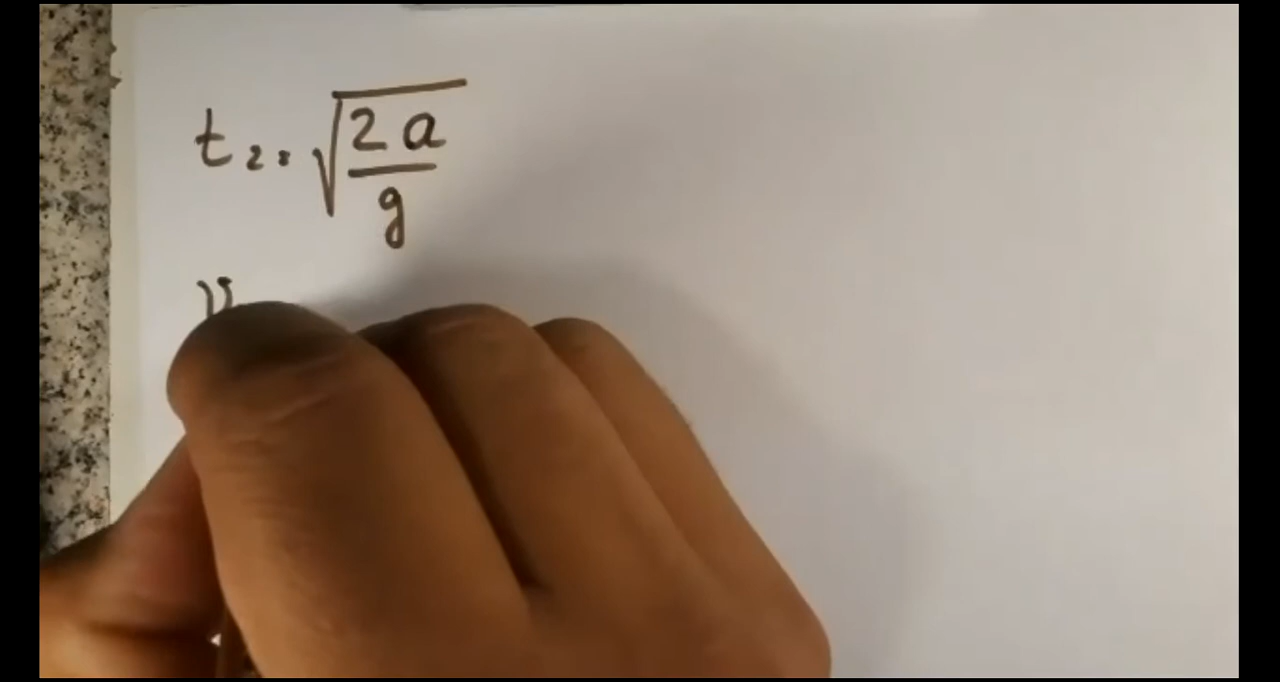 t₂ = √(2a/g)
v